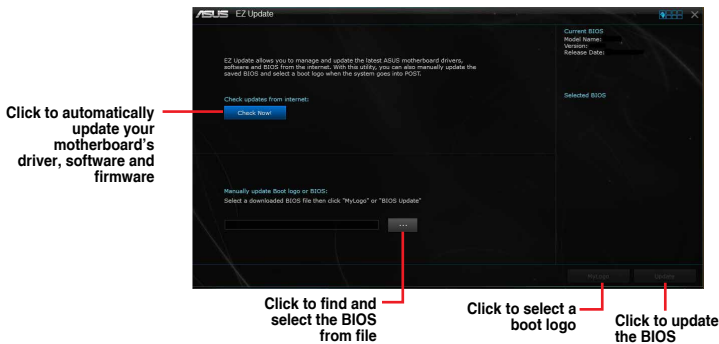 ASUS EZ Update
Current BIOS
Model Name:
Version:
Release Date:
EZ Update allows you to manage and update the latest ASUS motherboard drivers,
software and BIOS from the internet. With this utility, you can also manually update the
saved BIOS and select a boot logo when the system goes into POST.
Check updates from internet:
Check Now!
Selected BIOS
Click to automatically
update your
motherboard's
driver, software and
firmware
Manually update Boot logo or BIOS:
Select a downloaded BIOS file then click "MyLogo" or "BIOS Update"
...
MyLogo
Update
Click to find and
select the BIOS
from file
Click to select a
boot logo
Click to update
the BIOS